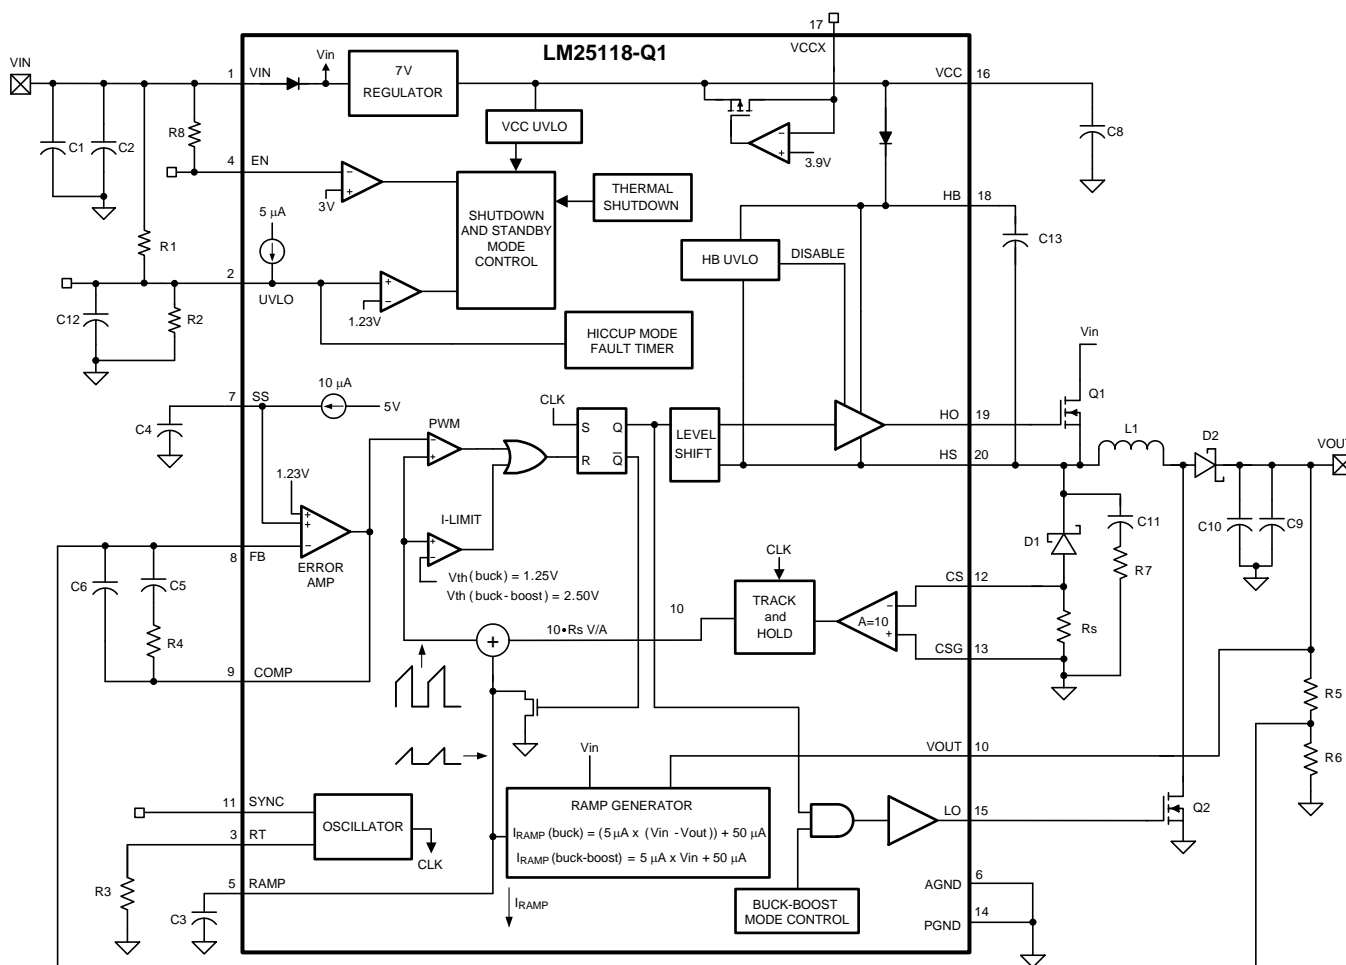 LM25118-Q1
17
VCCX
VIN
1
VIN
Vin
7V
REGULATOR
VCC
16
R8
C1
C2
VCC UVLO
3.9V
C8
4
EN
3V
SHUTDOWN
AND STANDBY
MODE
CONTROL
THERMAL
SHUTDOWN
HB
18
5 µA
R1
HB UVLO
DISABLE
C13
2
UVLO
1.23V
C12
R2
HICCUP MODE
FAULT TIMER
Vin
7
SS
10 µA
5V
C4
CLK
PWM
S
Q
R
Q
LEVEL
SHIFT
HO
19
Q1
HS
20
L1
D2
VOUT
1.23V
I-LIMIT
8
FB
ERROR
AMP
C6
C5
Vth (buck) = 1.25V
Vth (buck-boost) = 2.50V
CLK
D1
C11
C10
C9
R7
CS
12
TRACK
and
HOLD
A=10
10
10•Rs V/A
CSG
13
Rs
R4
9
COMP
R5
Vin
VOUT
10
R6
RAMP GENERATOR
IRAMP (buck) = (5 µA x (Vin - Vout)) + 50 µA
IRAMP (buck-boost) = 5 µA x Vin + 50 µA
11
SYNC
OSCILLATOR
3
RT
CLK
LO
15
Q2
R3
5
RAMP
C3
IRAMP
BUCK-BOOST
MODE CONTROL
AGND
6
PGND
14